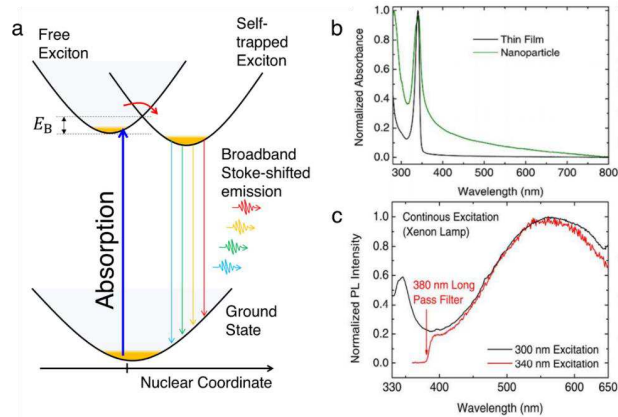 a
Free
Exciton
Self-
trapped
Exciton
E_B
Absorption
Broadband
Stoke-shifted
emission
Ground
State
Nuclear Coordinate
b
Normalized Absorbance
1.0
0.8
0.6
0.4
0.2
0.0
Thin Film
Nanoparticle
300 400 500 600 700 800
Wavelength (nm)
c
Normalized PL Intensity
1.0
0.8
0.6
0.4
0.2
0.0
Continous Excitation
(Xenon Lamp)
380 nm Long
Pass Filter
300 nm Excitation
340 nm Excitation
330 400 500 600 650
Wavelength (nm)